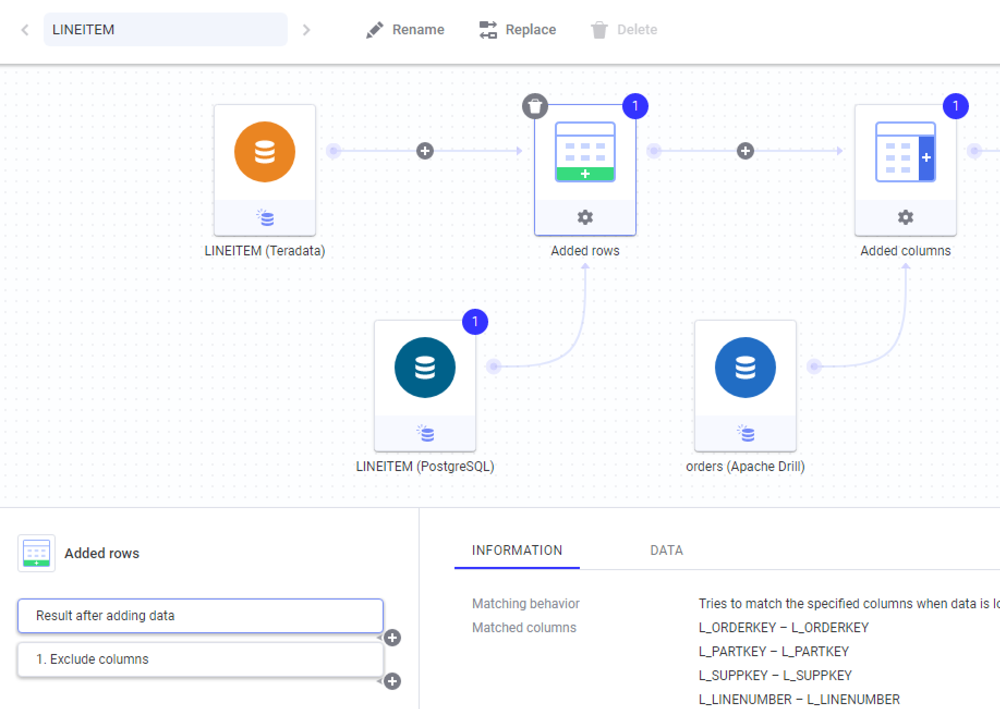 LINEITEM
Rename
Replace
Delete
1
1
LINEITEM (Teradata)
Added rows
Added columns
1
LINEITEM (PostgreSQL)
orders (Apache Drill)
Added rows
Result after adding data
1. Exclude columns
INFORMATION
DATA
Matching behavior
Tries to match the specified columns when data is lo
Matched columns
L_ORDERKEY – L_ORDERKEY
L_PARTKEY – L_PARTKEY
L_SUPPKEY – L_SUPPKEY
L_LINENUMBER – L_LINENUMBER